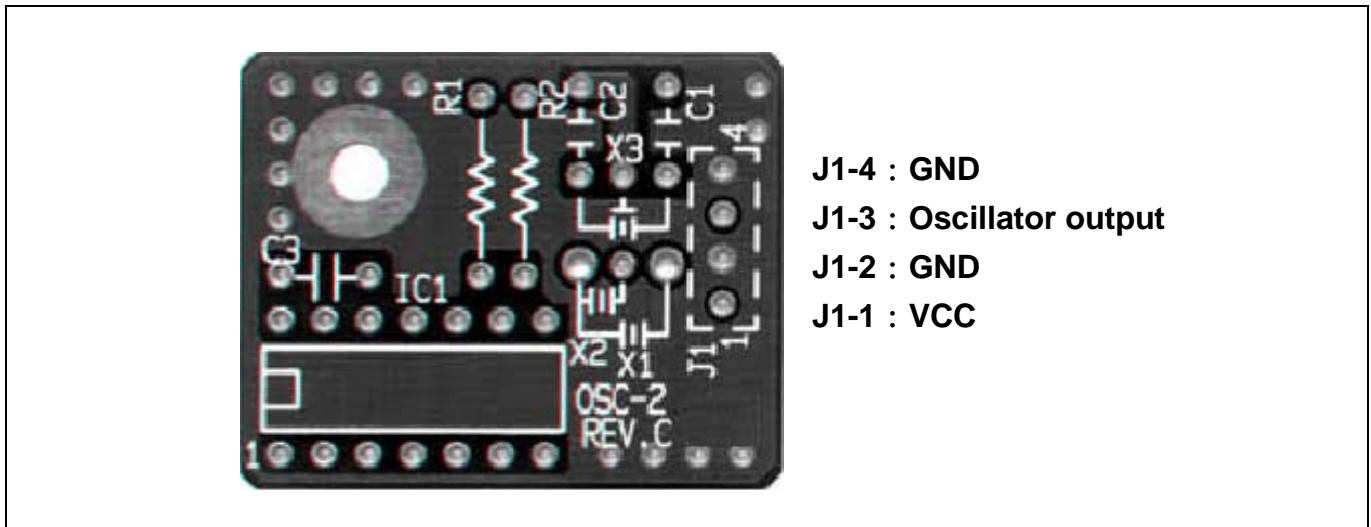 R1
R2
C2
C1
X3
4
C3
IC1
J1
1
X2
X1
OSC-2
REV.C
1
J1-4：GND
J1-3：Oscillator output
J1-2：GND
J1-1：VCC